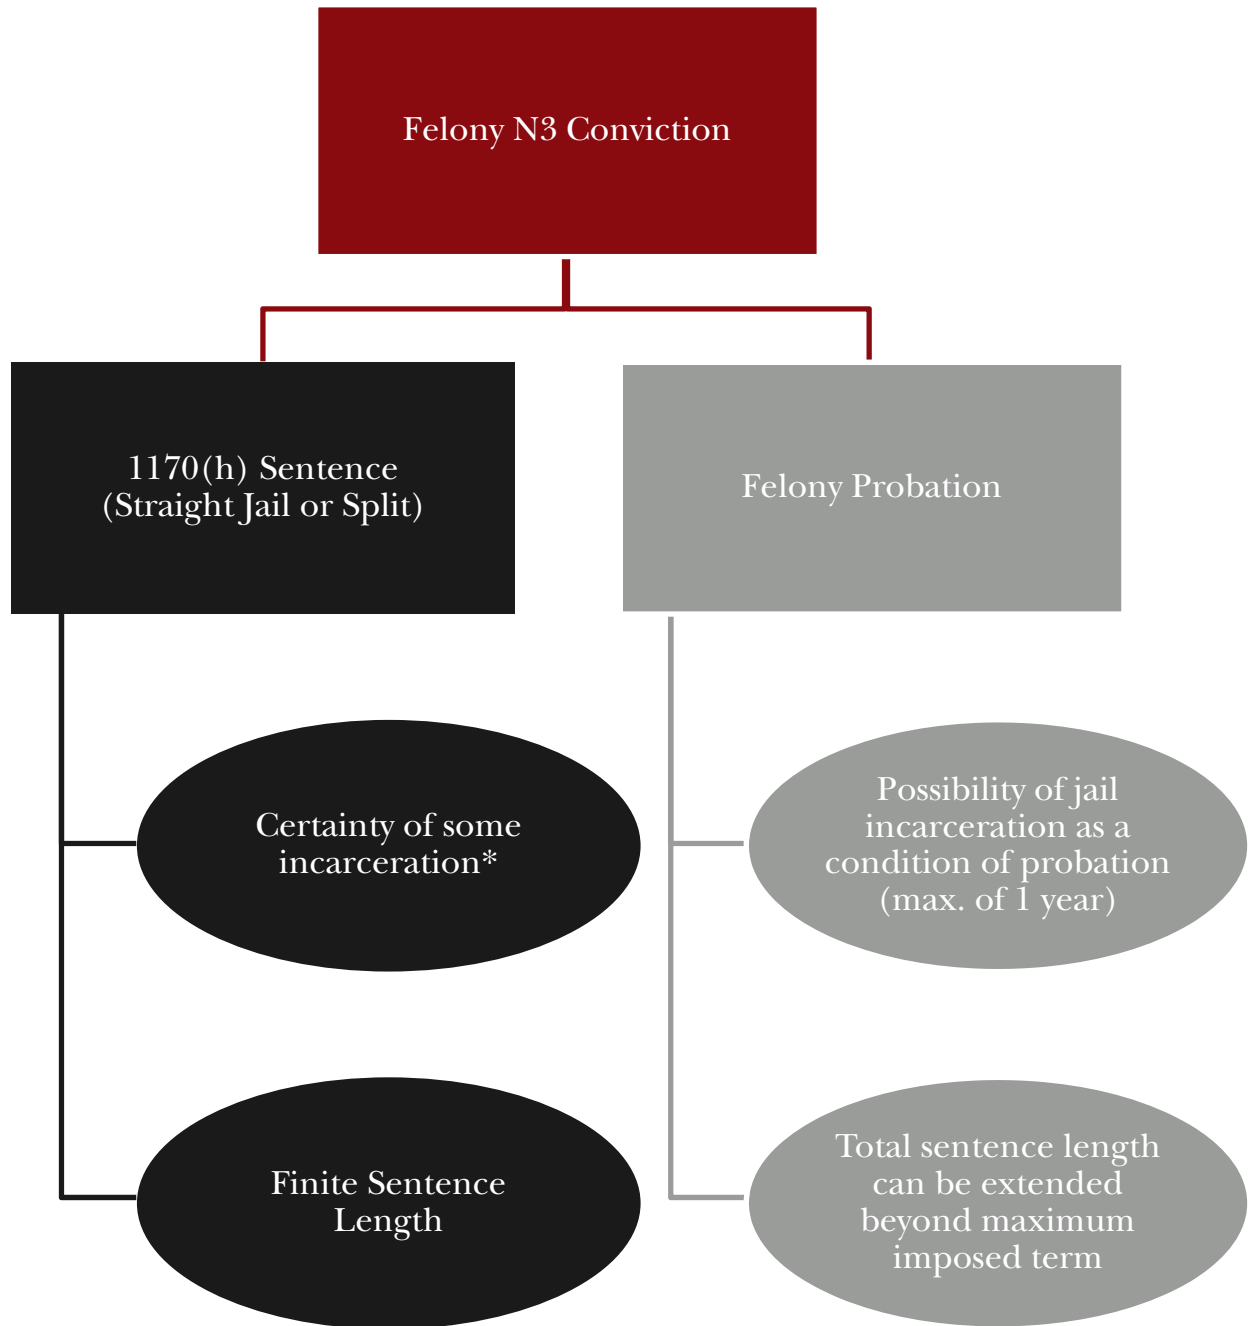 Felony N3 Conviction
1170(h) Sentence
(Straight Jail or Split)
Felony Probation
Certainty of some
incarceration*
Possibility of jail
incarceration as a
condition of probation
(max. of 1 year)
Finite Sentence
Length
Total sentence length
can be extended
beyond maximum
imposed term